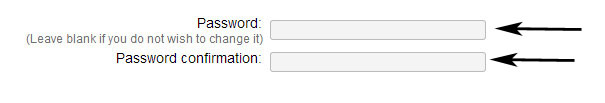 Password:
(Leave blank if you do not wish to change it)
Password confirmation: